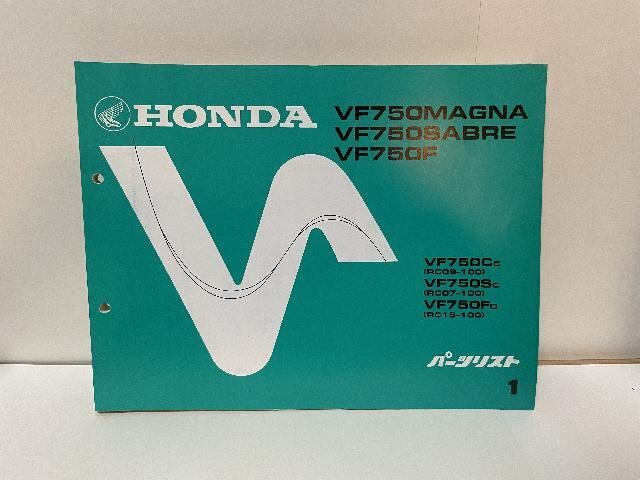 HONDA
VF750MAGNA
VF750SABRE
VF750F
VF750Cc
(RC09-100)
VF750Sc
(RC07-100)
VF750FD
(RC15-100)
パーツリスト
1